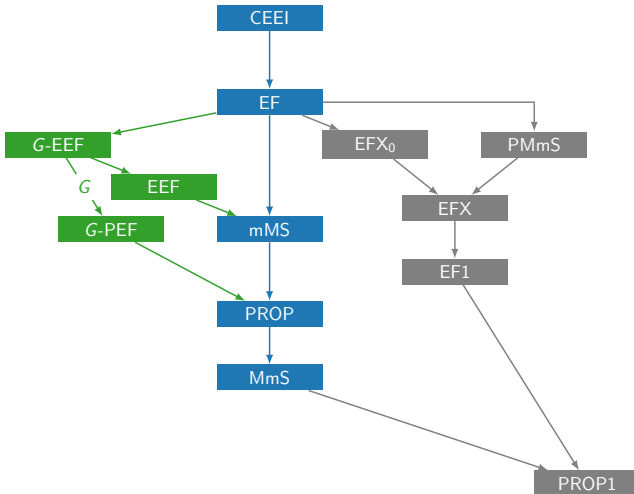 CEEI
EF
G-EEF
EFX₀
PMmS
G
EEF
EFX
G-PEF
mMS
EF1
PROP
MmS
PROP1